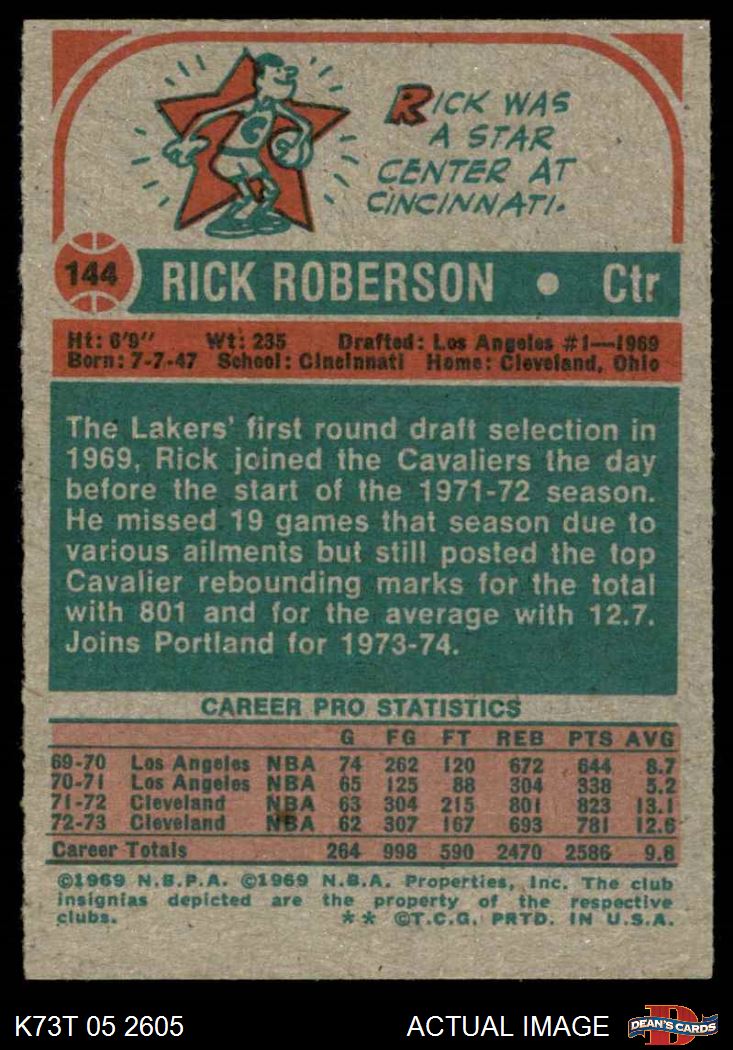 RICK WAS
A STAR
CENTER AT
CINCINNATI.
C C
144 RICK ROBERSON • Ctr
Ht: 6'9" Wt: 235 Drafted: Los Angeles #1—1969
Born: 7-7-47 School: Cincinnati Home: Cleveland, Ohio
The Lakers' first round draft selection in
1969, Rick joined the Cavaliers the day
before the start of the 1971-72 season.
He missed 19 games that season due to
various ailments but still posted the top
Cavalier rebounding marks for the total
with 801 and for the average with 12.7.
Joins Portland for 1973-74.
CAREER PRO STATISTICS
G FG FT REB PTS AVG
69-70 Los Angeles NBA 74 262 120 672 644 8.7
70-71 Los Angeles NBA 65 125 88 304 338 5.2
71-72 Cleveland NBA 63 304 215 801 823 13.1
72-73 Cleveland NBA 62 307 167 693 781 12.6
Career Totals 264 998 590 2470 2586 9.8
©1969 N.B.P.A. ©1969 N.B.A. Properties, Inc. The club
insignias depicted are the property of the respective
clubs. ** ©T.C.G. PRTD. IN U.S.A.
K73T 05 2605 ACTUAL IMAGE D DEAN'S CARDS